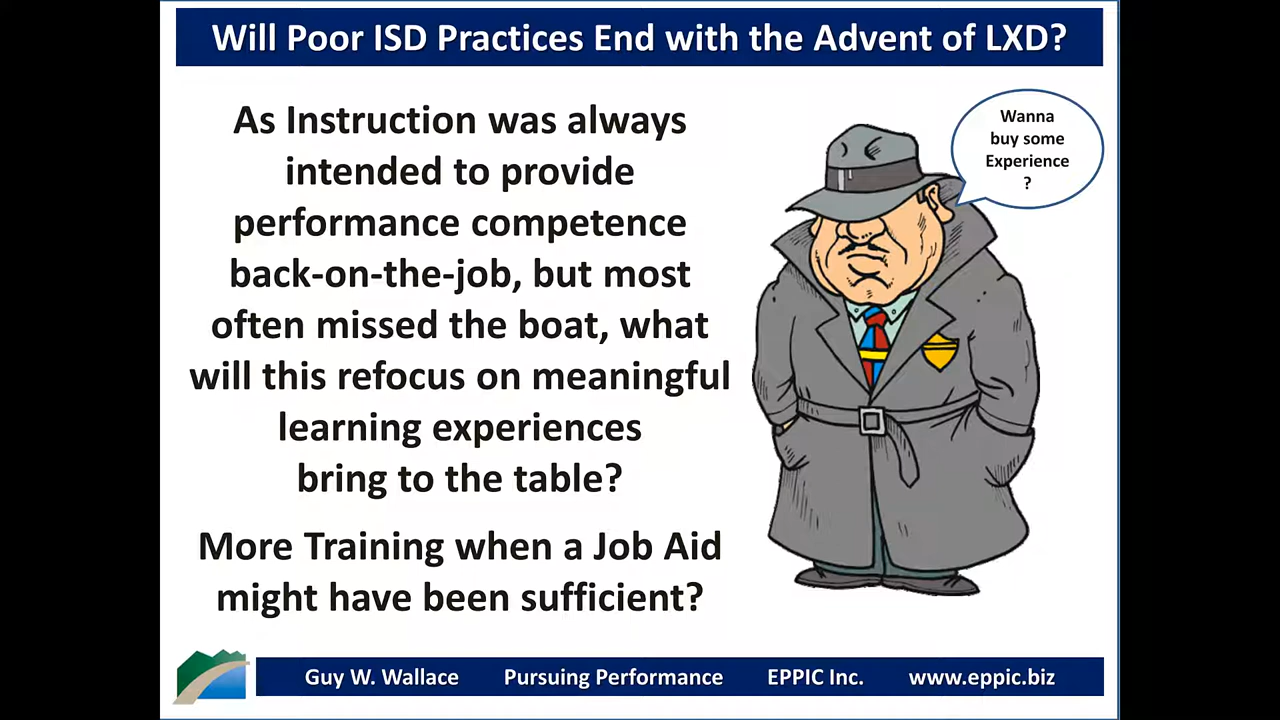 Will Poor ISD Practices End with the Advent of LXD?
As Instruction was always
intended to provide
performance competence
back-on-the-job, but most
often missed the boat, what
will this refocus on meaningful
learning experiences
bring to the table?
More Training when a Job Aid
might have been sufficient?
Wanna
buy some
Experience
?
Guy W. Wallace Pursuing Performance EPPIC Inc. www.eppic.biz